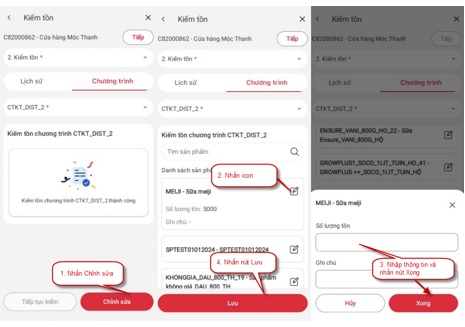 Kiểm tồn
C82000862 - Cửa hàng Mộc Thanh
Tiếp
2. Kiểm tồn *
Lịch sử
Chương trình
CTKT_DIST_2 *
Kiểm tồn chương trình CTKT_DIST_2
Kiểm tồn chương trình CTKT_DIST_2 thành công
1. Nhấn Chỉnh sửa
Tiếp tục kiểm
Chỉnh sửa
Kiểm tồn
C82000862 - Cửa hàng Mộc Thanh
Tiếp
2. Kiểm tồn *
Lịch sử
Chương trình
CTKT_DIST_2 *
Kiểm tồn chương trình CTKT_DIST_2
Tìm sản phẩm
Danh sách sản
2. Nhấn icon
MEIJI - Sữa meiji
Số lượng tồn: 5000
Ghi chú: -
SPTEST01012024 - SPTEST01012024
4. Nhấn nút Lưu
KHONGGIA_DAU_800_TH_19 - Sản phẩm
không giá_DAU_800_TH
Lưu
Kiểm tồn
C82000862 - Cửa hàng Mộc Thanh
Tiếp
2. Kiểm tồn *
Lịch sử
Chương trình
CTKT_DIST_2 *
ENSURE_VANI_800G_HO_22 - Sữa
Ensure_VANI_800G_HỘ
GROWPLUS1_SOCO_1LIT_TUIN_HO_41 -
GROWPLUS ++_SOCO_1LIT_TUIN_HỘ
MEIJI - Sữa meiji
Số lượng tồn
Ghi chú
3. Nhập thông tin và
nhấn nút Xong
Hủy
Xong